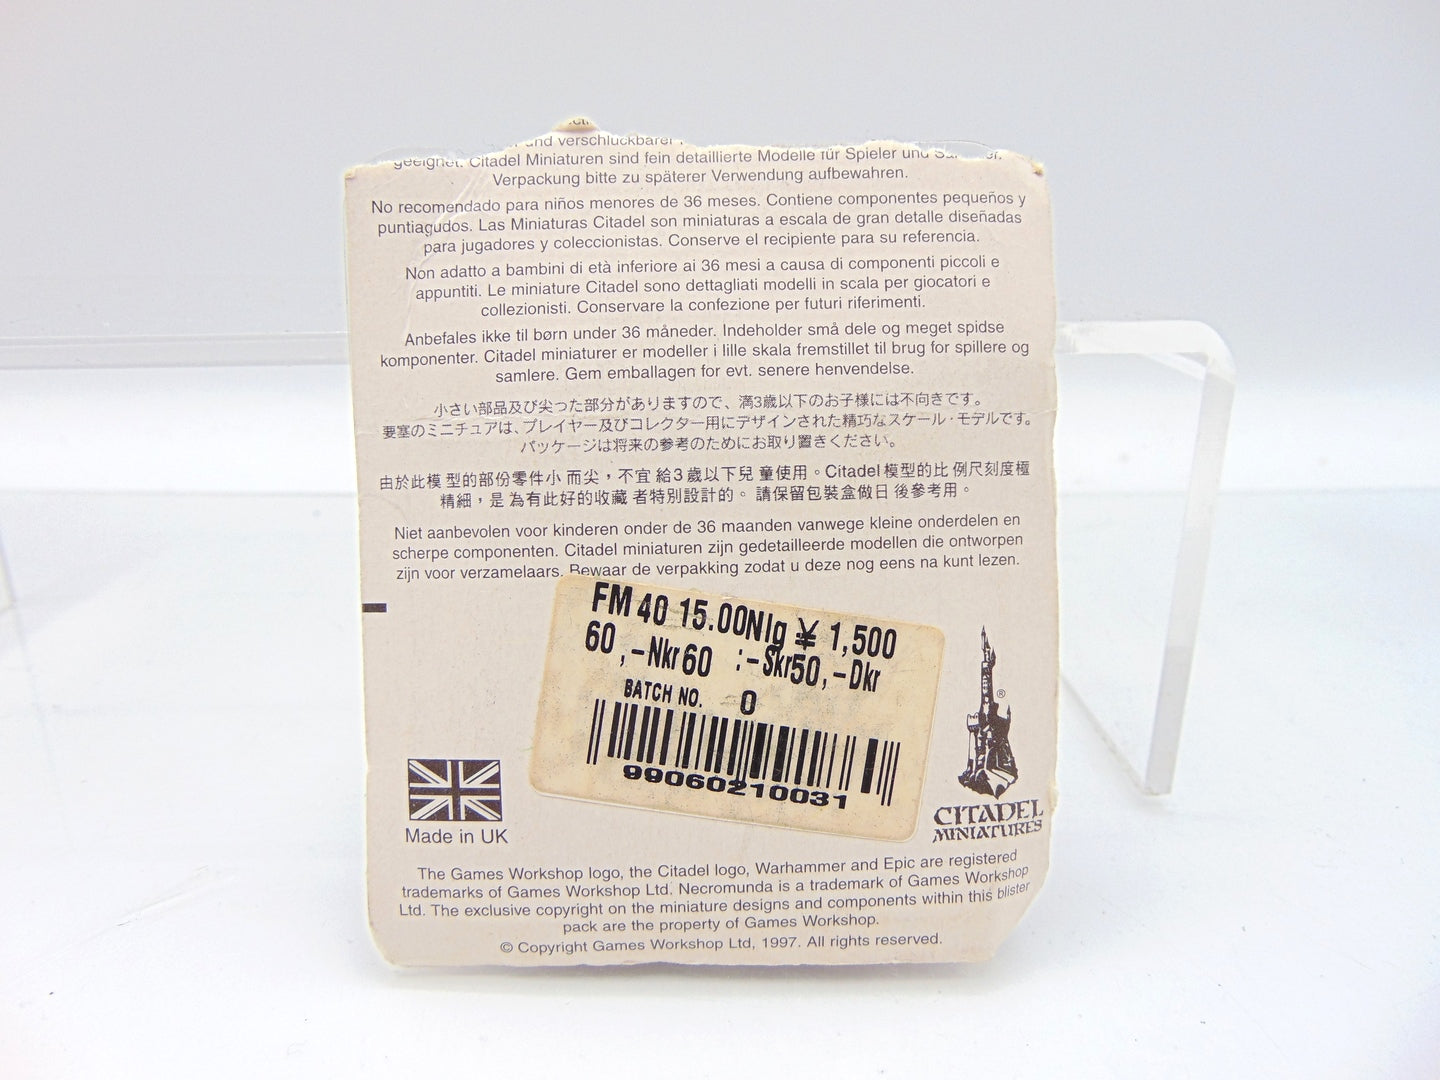 und verschluckbarer
geeignet. Citadel Miniaturen sind fein detaillierte Modelle für Spieler und
Verpackung bitte zu späterer Verwendung aufbewahren.
No recomendado para niños menores de 36 meses. Contiene componentes pequeños y
puntiagudos. Las Miniaturas Citadel son miniaturas a escala de gran detalle diseñadas
para jugadores y coleccionistas. Conserve el recipiente para su referencia.
Non adatto a bambini di età inferiore ai 36 mesi a causa di componenti piccoli e
appuntiti. Le miniature Citadel sono dettagliati modelli in scala per giocatori e
collezionisti. Conservare la confezione per futuri riferimenti.
Anbefales ikke til børn under 36 måneder. Indeholder små dele og meget spidse
komponenter. Citadel miniaturer er modeller i lille skala fremstillet til brug for spillere og
samlere. Gem emballagen for evt. senere henvendelse.
小さい部品及び尖った部分がありますので、満3歳以下のお子様には不向きです。
要塞のミニチュアは、プレイヤー及びコレクター用にデザインされた精巧なスケール・モデルです。
パッケージは将来の参考のためにお取り置きください。
由於此模型的部份零件小而尖，不宜給3歲以下兒童使用。Citadel模型的比例尺刻度極
精細，是為有此好的收藏者特別設計的。請保留包裝盒做日後參考用。
Niet aanbevolen voor kinderen onder de 36 maanden vanwege kleine onderdelen en
scherpe componenten. Citadel miniaturen zijn gedetailleerde modellen die ontworpen
zijn voor verzamelaars. Bewaar de verpakking zodat u deze nog eens na kunt lezen.
FM 40 15.00Nlg ¥ 1,500
60 ,-Nkr 60 :-Skr50,-Dkr
BATCH NO. 0
99060210031
®
CITADEL
MINIATURES
Made in UK
The Games Workshop logo, the Citadel logo, Warhammer and Epic are registered
trademarks of Games Workshop Ltd. Necromunda is a trademark of Games Workshop
Ltd. The exclusive copyright on the miniature designs and components within this blister
pack are the property of Games Workshop.
© Copyright Games Workshop Ltd, 1997. All rights reserved.